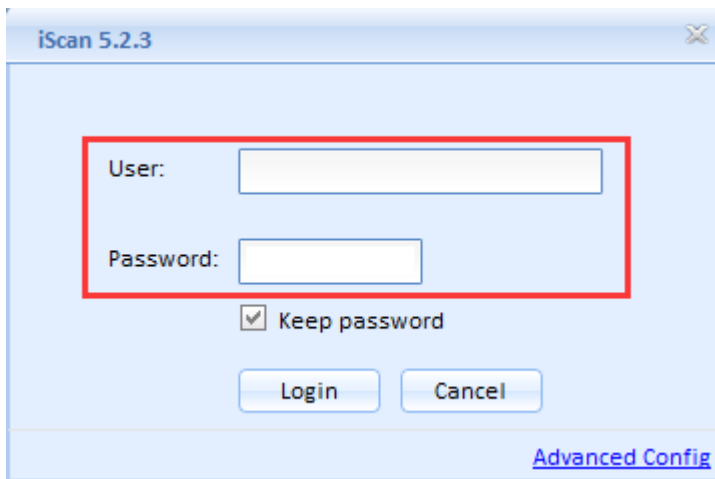 iScan 5.2.3
User:
Password:
Keep password
Login Cancel
Advanced Config